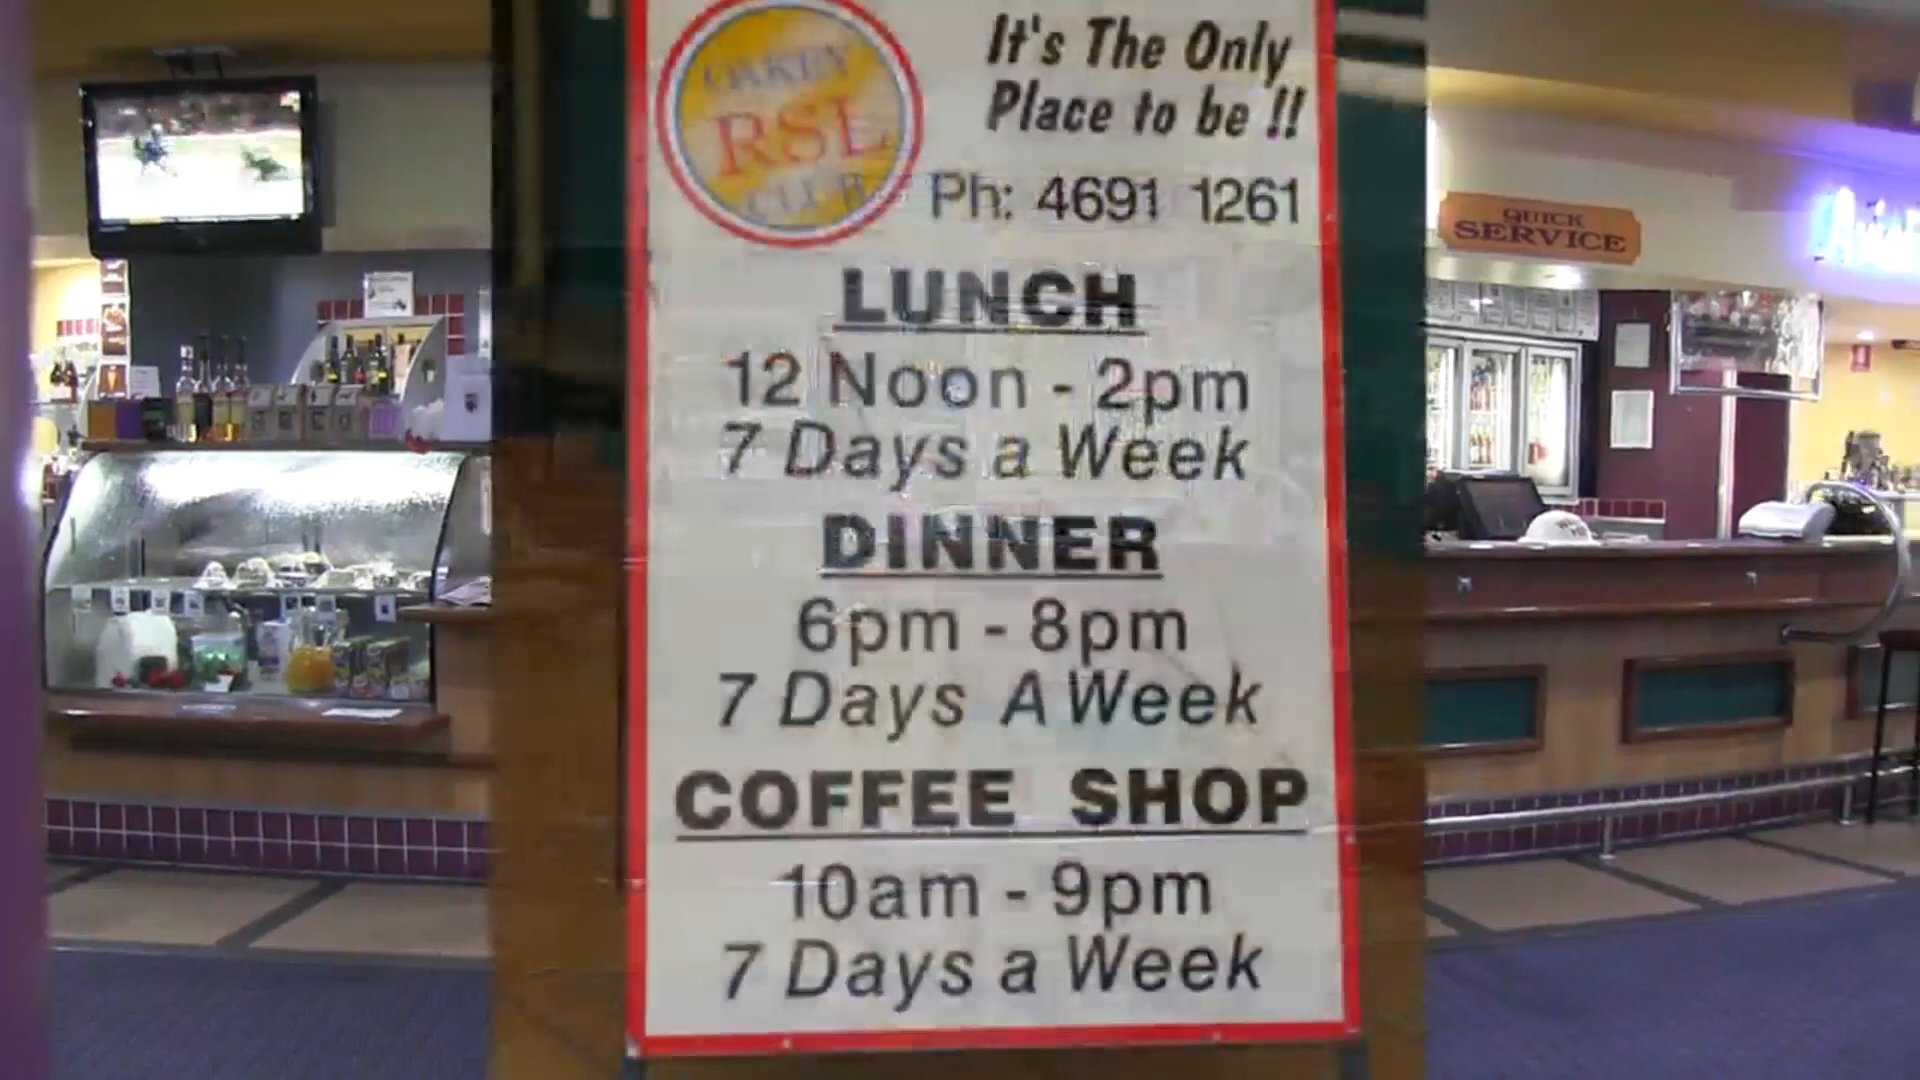 OAKEY
RSL
CLUB
It's The Only
Place to be !!
Ph: 4691 1261
LUNCH
12 Noon - 2pm
7 Days a Week
DINNER
6pm - 8pm
7 Days A Week
COFFEE SHOP
10am - 9pm
7 Days a Week
QUICK
SERVICE